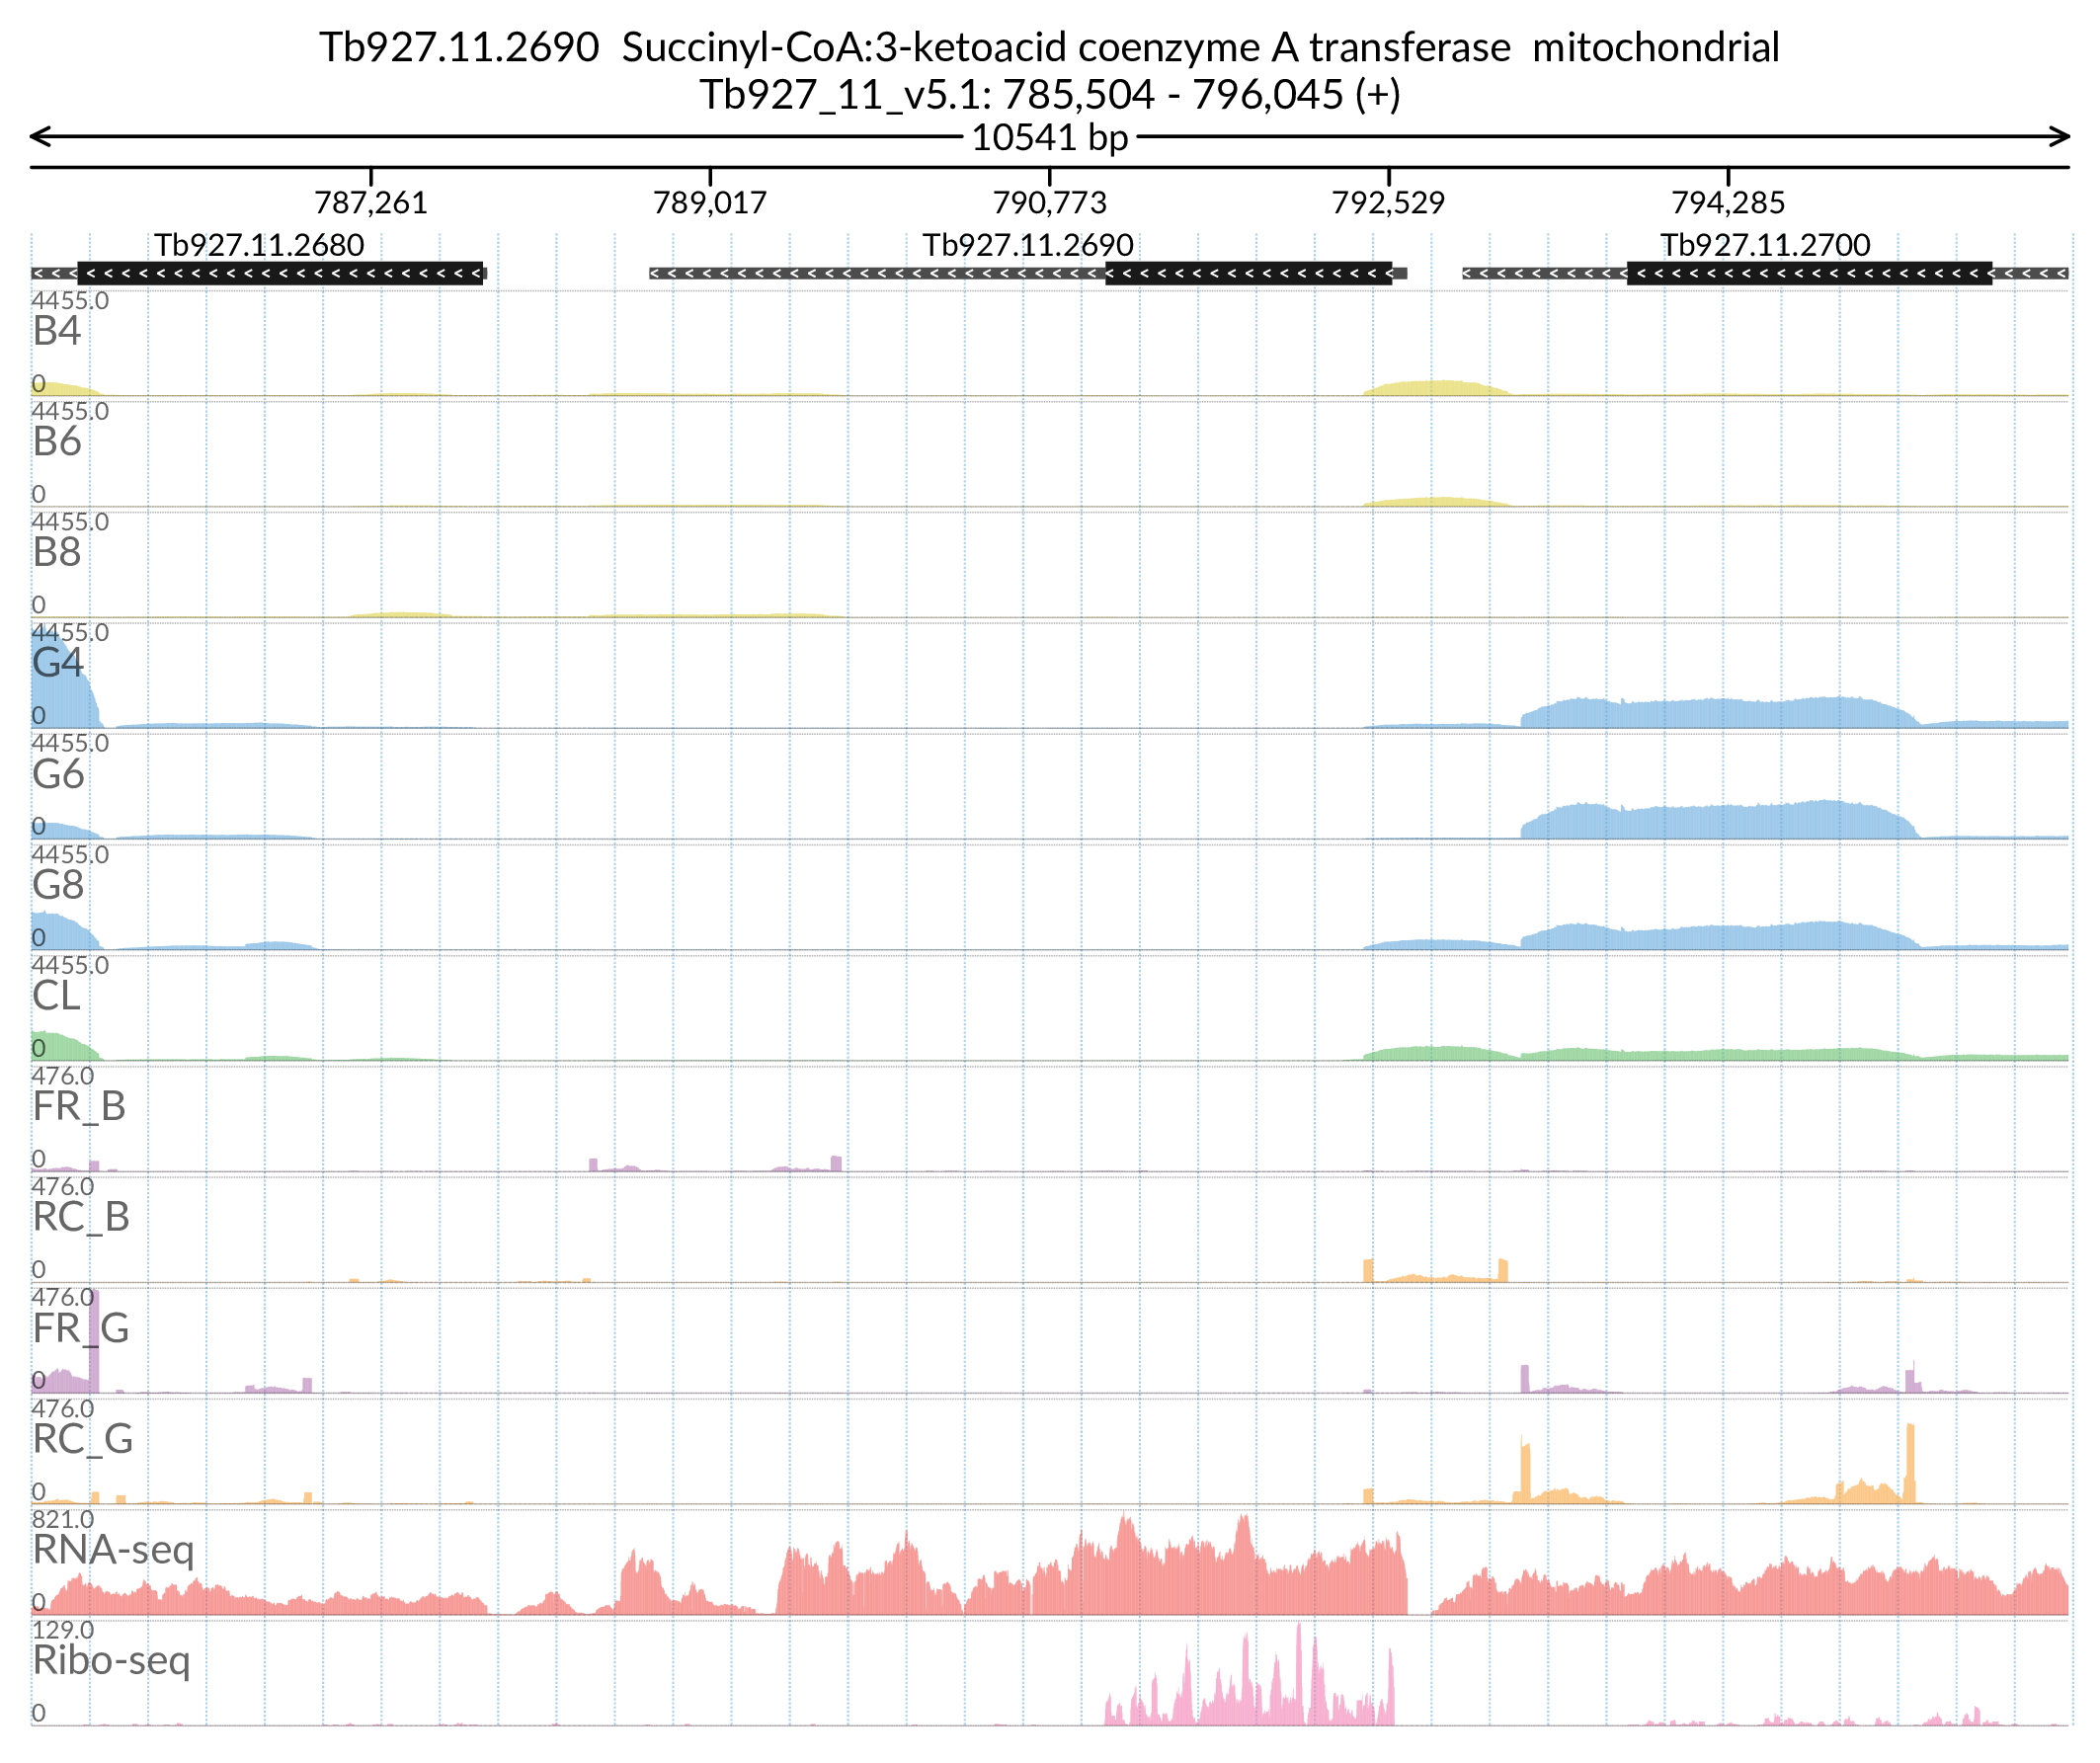 Tb927.11.2690 Succinyl-CoA:3-ketoacid coenzyme A transferase mitochondrial
Tb927_11_v5.1: 785,504 - 796,045 (+)
10541 bp
787,261 789,017 790,773 792,529 794,285
Tb927.11.2680 Tb927.11.2690 Tb927.11.2700
4455.0
B4
0
4455.0
B6
0
4455.0
B8
0
4455.0
G4
0
4455.0
G6
0
4455.0
G8
0
4455.0
CL
0
476.0
FR_B
0
476.0
RC_B
0
476.0
FR_G
0
476.0
RC_G
0
821.0
RNA-seq
0
129.0
Ribo-seq
0